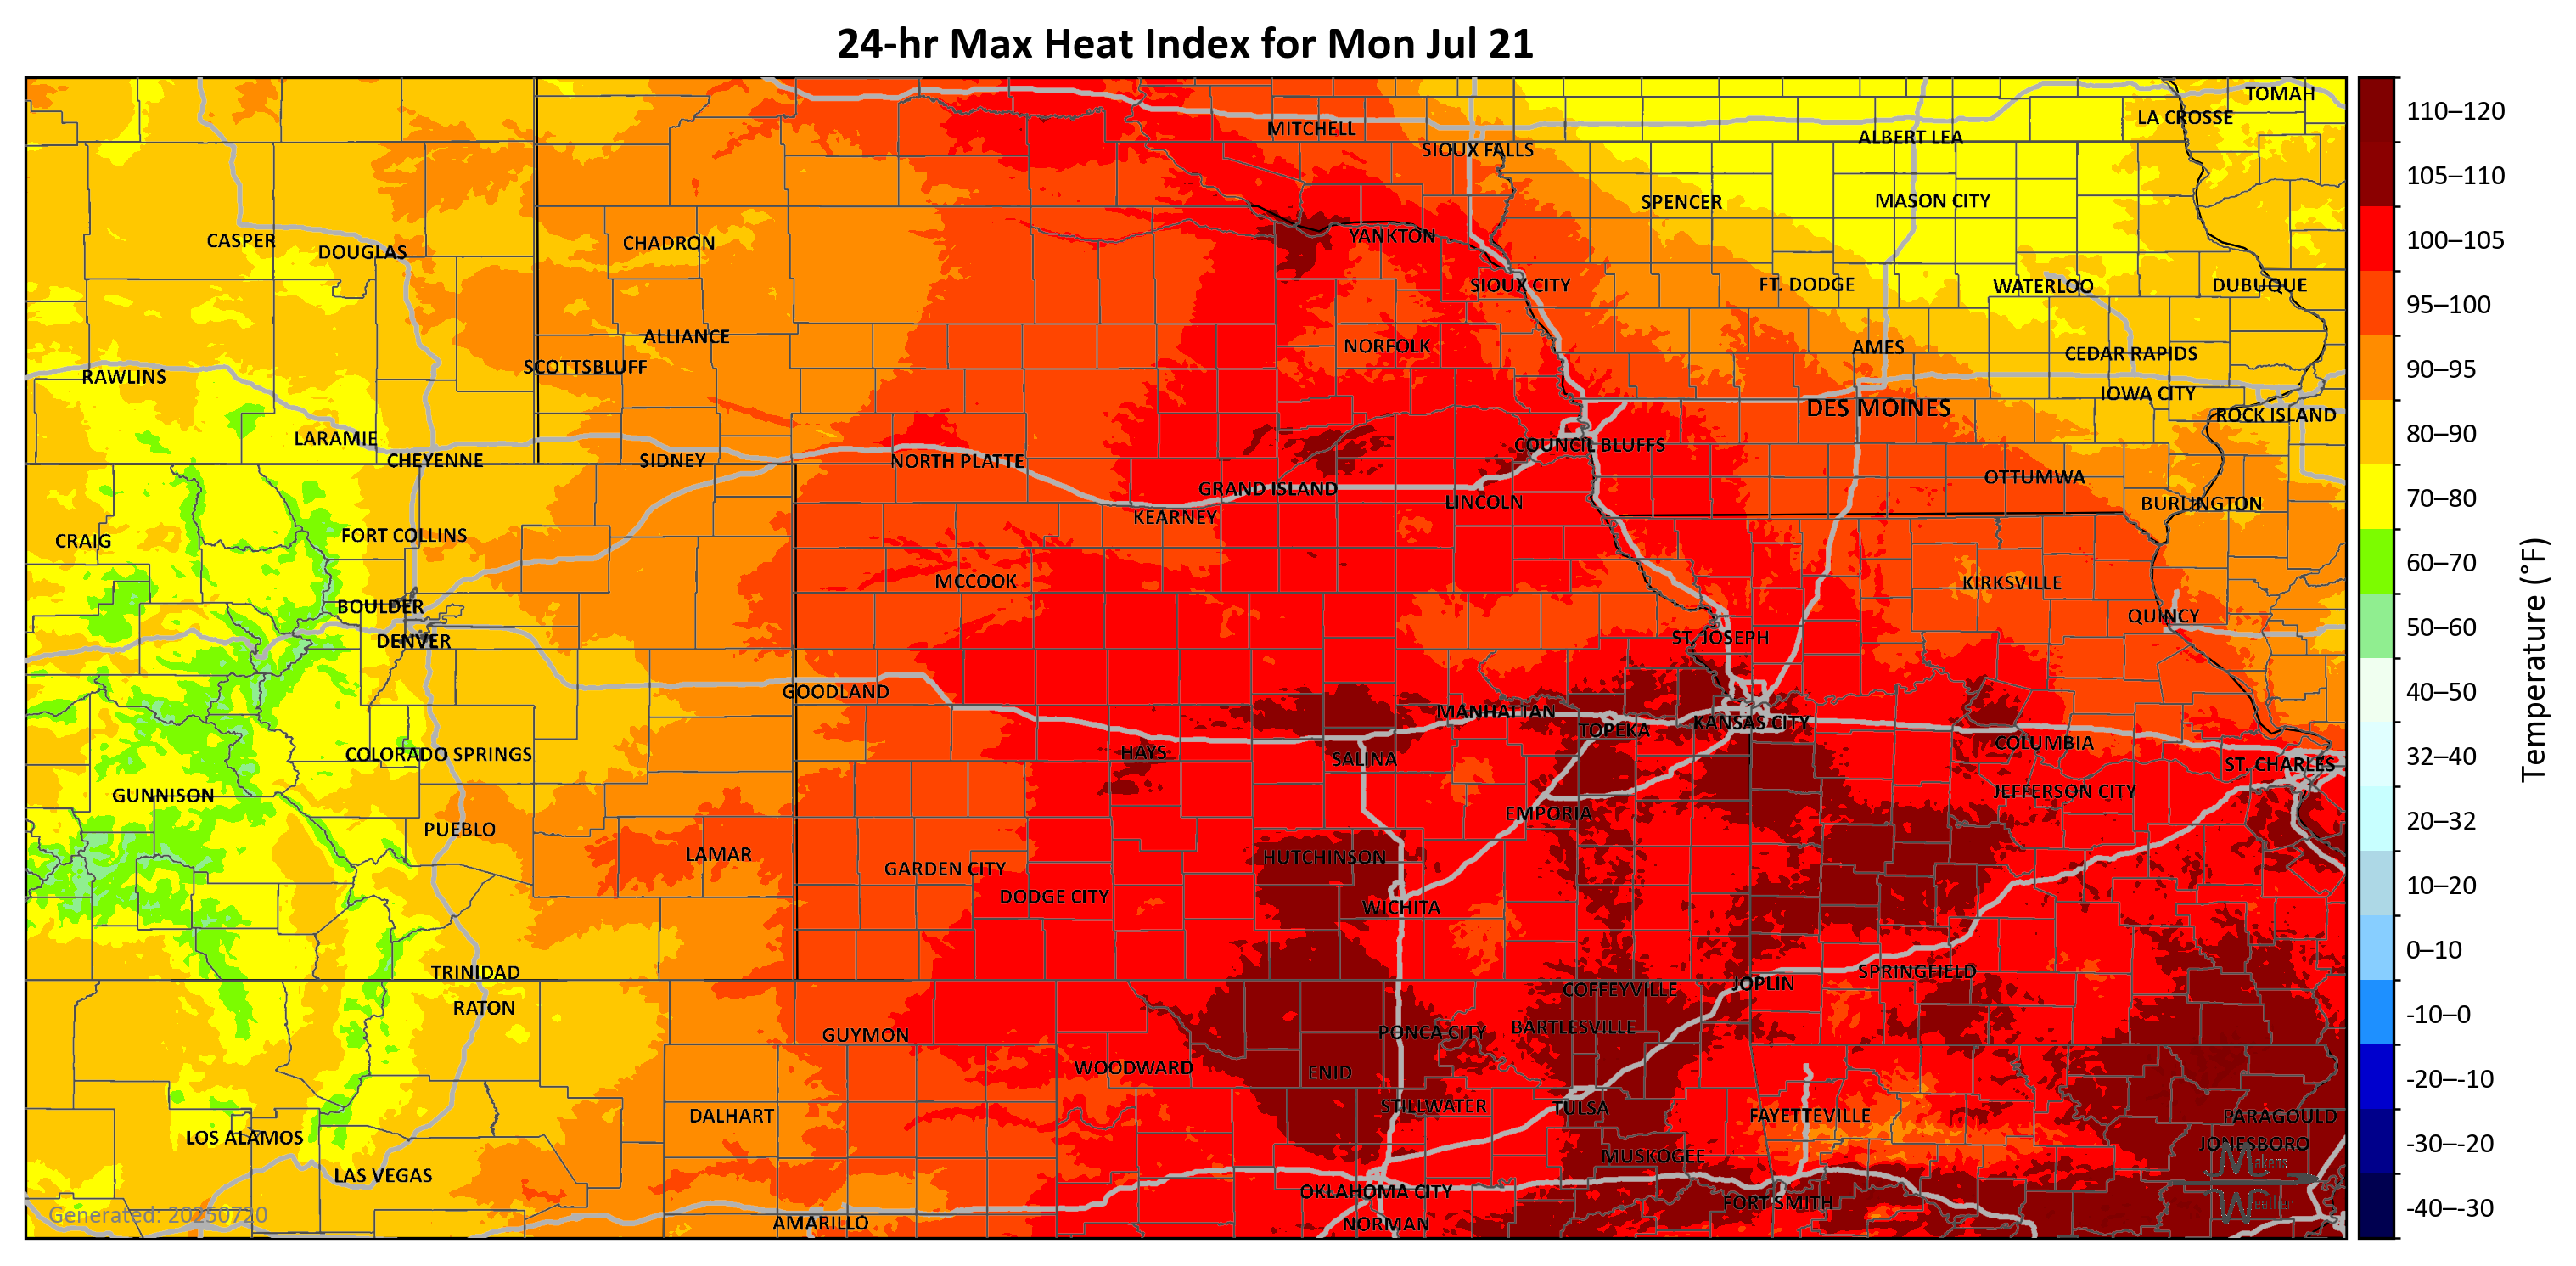 24-hr Max Heat Index for Mon Jul 21
TOMAH
LA CROSSE
MITCHELL
ALBERT LEA
SIOUX FALLS
SPENCER
MASON CITY
CASPER
DOUGLAS
CHADRON
YANKTON
SIOUX CITY
FT. DODGE
WATERLOO
DUBUQUE
ALLIANCE
NORFOLK
AMES
CEDAR RAPIDS
SCOTTSBLUFF
RAWLINS
IOWA CITY
DES MOINES
ROCK ISLAND
LARAMIE
COUNCIL BLUFFS
CHEYENNE
SIDNEY
NORTH PLATTE
OTTUMWA
GRAND ISLAND
LINCOLN
BURLINGTON
KEARNEY
FORT COLLINS
CRAIG
MCCOOK
KIRKSVILLE
BOULDER
QUINCY
DENVER
ST. JOSEPH
GOODLAND
MANHATTAN
KANSAS CITY
TOPEKA
COLUMBIA
COLORADO SPRINGS
HAYS
SALINA
ST. CHARLES
GUNNISON
JEFFERSON CITY
EMPORIA
PUEBLO
LAMAR
HUTCHINSON
GARDEN CITY
DODGE CITY
WICHITA
TRINIDAD
SPRINGFIELD
JOPLIN
COFFEYVILLE
RATON
BARTLESVILLE
PONCA CITY
GUYMON
WOODWARD
ENID
STILLWATER
TULSA
DALHART
FAYETTEVILLE
PARAGOULD
LOS ALAMOS
JONESBORO
MUSKOGEE
LAS VEGAS
OKLAHOMA CITY
FORT SMITH
AMARILLO
NORMAN
Makens
Weather
Generated: 20250720
110–120
105–110
100–105
95–100
90–95
80–90
70–80
60–70
50–60
40–50
32–40
20–32
10–20
0–10
-10–0
-20–-10
-30–-20
-40–-30
Temperature (°F)